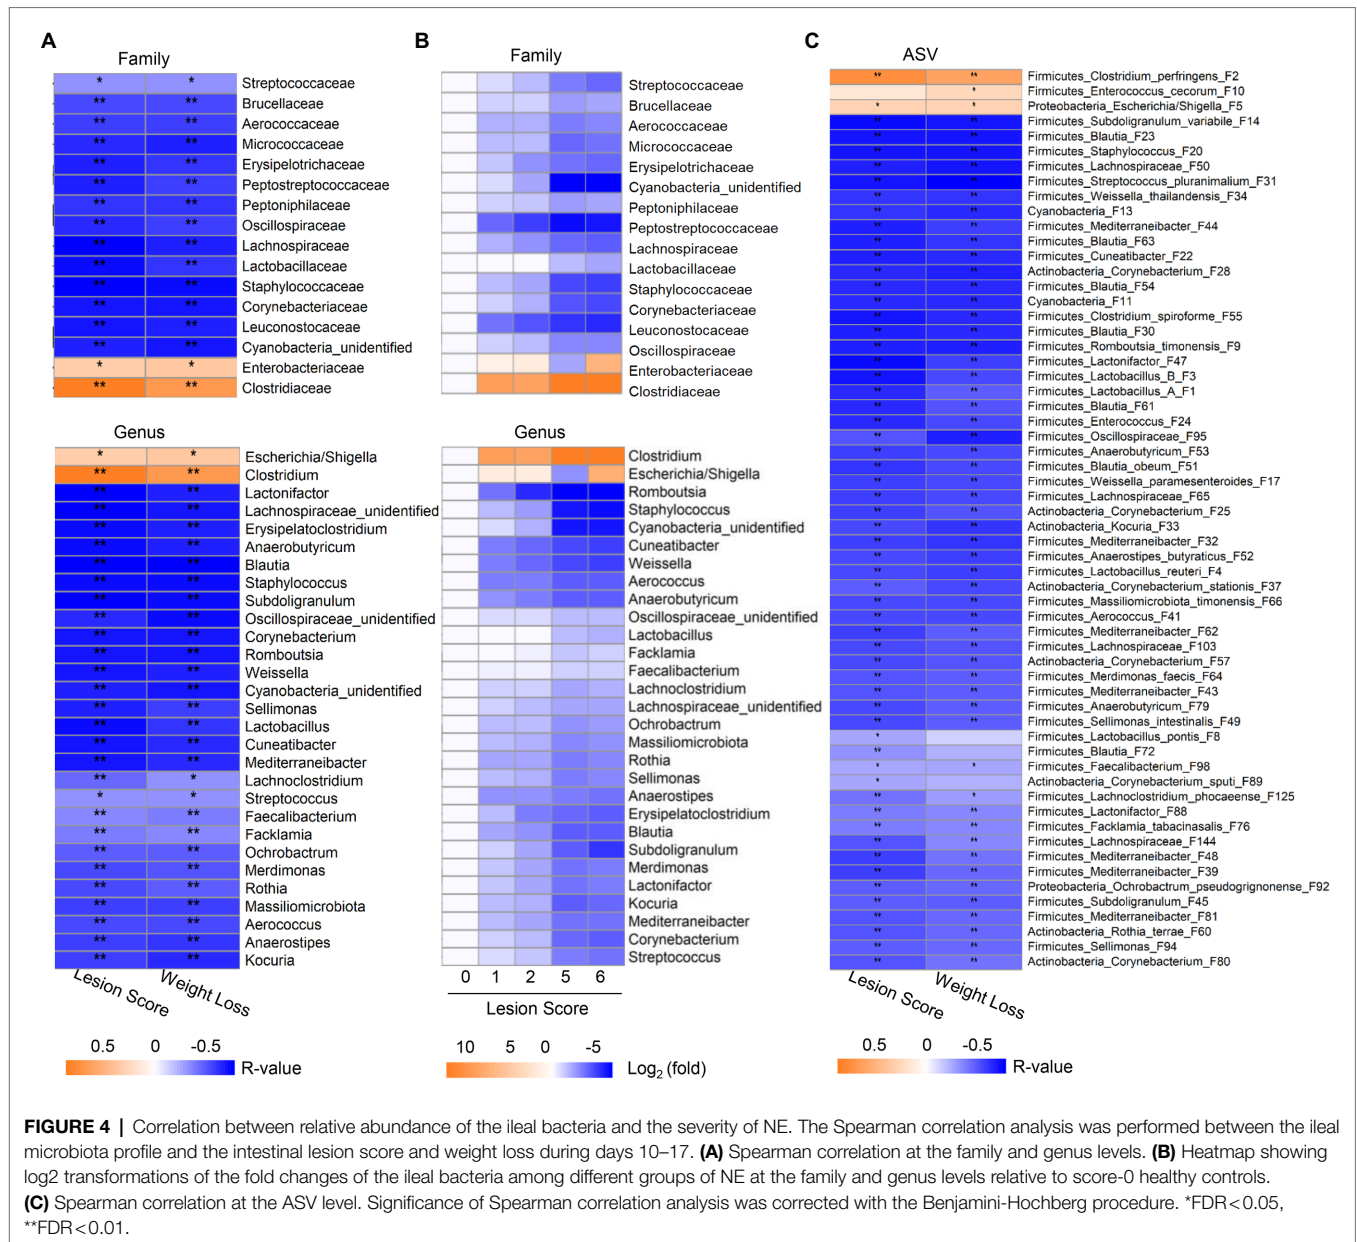 A
Family
* *
Streptococcaceae
** **
Brucellaceae
** **
Aerococcaceae
** **
Micrococcaceae
** **
Erysipelotrichaceae
** **
Peptostreptococcaceae
** **
Peptoniphilaceae
** **
Oscillospiraceae
** **
Lachnospiraceae
** **
Lactobacillaceae
** **
Staphylococcaceae
** **
Corynebacteriaceae
** **
Leuconostocaceae
** **
Cyanobacteria_unidentified
* *
Enterobacteriaceae
** **
Clostridiaceae
Genus
* *
Escherichia/Shigella
** **
Clostridium
** **
Lactonifactor
** **
Lachnospiraceae_unidentified
** **
Erysipelatoclostridium
** **
Anaerobutyricum
** **
Blautia
** **
Staphylococcus
** **
Subdoligranulum
** **
Oscillospiraceae_unidentified
** **
Corynebacterium
** **
Romboutsia
** **
Weissella
** **
Cyanobacteria_unidentified
** **
Sellimonas
** **
Lactobacillus
** **
Cuneatibacter
** **
Mediterraneibacter
** *
Lachnoclostridium
* *
Streptococcus
** **
Faecalibacterium
** **
Facklamia
** **
Ochrobactrum
** **
Merdimonas
** **
Rothia
** **
Massiliomicrobiota
** **
Aerococcus
** **
Anaerostipes
** **
Kocuria
Lesion Score Weight Loss
0.5 0 -0.5
R-value
B
Family
Streptococcaceae
Brucellaceae
Aerococcaceae
Micrococcaceae
Erysipelotrichaceae
Cyanobacteria_unidentified
Peptoniphilaceae
Peptostreptococcaceae
Lachnospiraceae
Lactobacillaceae
Staphylococcaceae
Corynebacteriaceae
Leuconostocaceae
Oscillospiraceae
Enterobacteriaceae
Clostridiaceae
Genus
Clostridium
Escherichia/Shigella
Romboutsia
Staphylococcus
Cyanobacteria_unidentified
Cuneatibacter
Weissella
Aerococcus
Anaerobutyricum
Oscillospiraceae_unidentified
Lactobacillus
Facklamia
Faecalibacterium
Lachnoclostridium
Lachnospiraceae_unidentified
Ochrobactrum
Massiliomicrobiota
Rothia
Sellimonas
Anaerostipes
Erysipelatoclostridium
Blautia
Subdoligranulum
Merdimonas
Lactonifactor
Kocuria
Mediterraneibacter
Corynebacterium
Streptococcus
0 1 2 5 6
Lesion Score
10 5 0 -5
Log2 (fold)
C
ASV
** **
Firmicutes_Clostridium_perfringens_F2
*
Firmicutes_Enterococcus_cecorum_F10
* *
Proteobacteria_Escherichia/Shigella_F5
** **
Firmicutes_Subdoligranulum_variabile_F14
** **
Firmicutes_Blautia_F23
** **
Firmicutes_Staphylococcus_F20
** **
Firmicutes_Lachnospiraceae_F50
** **
Firmicutes_Streptococcus_pluranimalium_F31
** **
Firmicutes_Weissella_thailandensis_F34
** **
Cyanobacteria_F13
** **
Firmicutes_Mediterraneibacter_F44
** **
Firmicutes_Blautia_F63
** **
Firmicutes_Cuneatibacter_F22
** **
Actinobacteria_Corynebacterium_F28
** **
Firmicutes_Blautia_F54
** **
Cyanobacteria_F11
** **
Firmicutes_Clostridium_spiroforme_F55
** **
Firmicutes_Blautia_F30
** **
Firmicutes_Romboutsia_timonensis_F9
** **
Firmicutes_Lactonifactor_F47
** **
Firmicutes_Lactobacillus_B_F3
** **
Firmicutes_Lactobacillus_A_F1
** **
Firmicutes_Blautia_F61
** **
Firmicutes_Enterococcus_F24
** **
Firmicutes_Oscillospiraceae_F95
** **
Firmicutes_Anaerobutyricum_F53
** **
Firmicutes_Blautia_obeum_F51
** **
Firmicutes_Weissella_paramesenteroides_F17
** **
Firmicutes_Lachnospiraceae_F65
** **
Actinobacteria_Corynebacterium_F25
** **
Actinobacteria_Kocuria_F33
** **
Firmicutes_Mediterraneibacter_F32
** **
Firmicutes_Anaerostipes_butyraticus_F52
** **
Firmicutes_Lactobacillus_reuteri_F4
** **
Actinobacteria_Corynebacterium_stationis_F37
** **
Firmicutes_Massiliomicrobiota_timonensis_F66
** **
Firmicutes_Aerococcus_F41
** **
Firmicutes_Mediterraneibacter_F62
** **
Firmicutes_Lachnospiraceae_F103
** **
Actinobacteria_Corynebacterium_F57
** **
Firmicutes_Merdimonas_faecis_F64
** **
Firmicutes_Mediterraneibacter_F43
** **
Firmicutes_Anaerobutyricum_F79
** **
Firmicutes_Sellimonas_intestinalis_F49
*
Firmicutes_Lactobacillus_pontis_F8
**
Firmicutes_Blautia_F72
* *
Firmicutes_Faecalibacterium_F98
*
Actinobacteria_Corynebacterium_sputi_F89
** *
Firmicutes_Lachnoclostridium_phocaeense_F125
** **
Firmicutes_Lactonifactor_F88
** **
Firmicutes_Facklamia_tabacinasalis_F76
** **
Firmicutes_Lachnospiraceae_F144
** **
Firmicutes_Mediterraneibacter_F48
** **
Firmicutes_Mediterraneibacter_F39
** **
Proteobacteria_Ochrobactrum_pseudogrignonense_F92
** **
Firmicutes_Subdoligranulum_F45
** **
Firmicutes_Mediterraneibacter_F81
** **
Actinobacteria_Rothia_terrae_F60
** **
Firmicutes_Sellimonas_F94
** **
Actinobacteria_Corynebacterium_F80
Lesion Score Weight Loss
0.5 0 -0.5
R-value
FIGURE 4 | Correlation between relative abundance of the ileal bacteria and the severity of NE. The Spearman correlation analysis was performed between the ileal
microbiota profile and the intestinal lesion score and weight loss during days 10–17. (A) Spearman correlation at the family and genus levels. (B) Heatmap showing
log2 transformations of the fold changes of the ileal bacteria among different groups of NE at the family and genus levels relative to score-0 healthy controls.
(C) Spearman correlation at the ASV level. Significance of Spearman correlation analysis was corrected with the Benjamini-Hochberg procedure. *FDR<0.05,
**FDR<0.01.